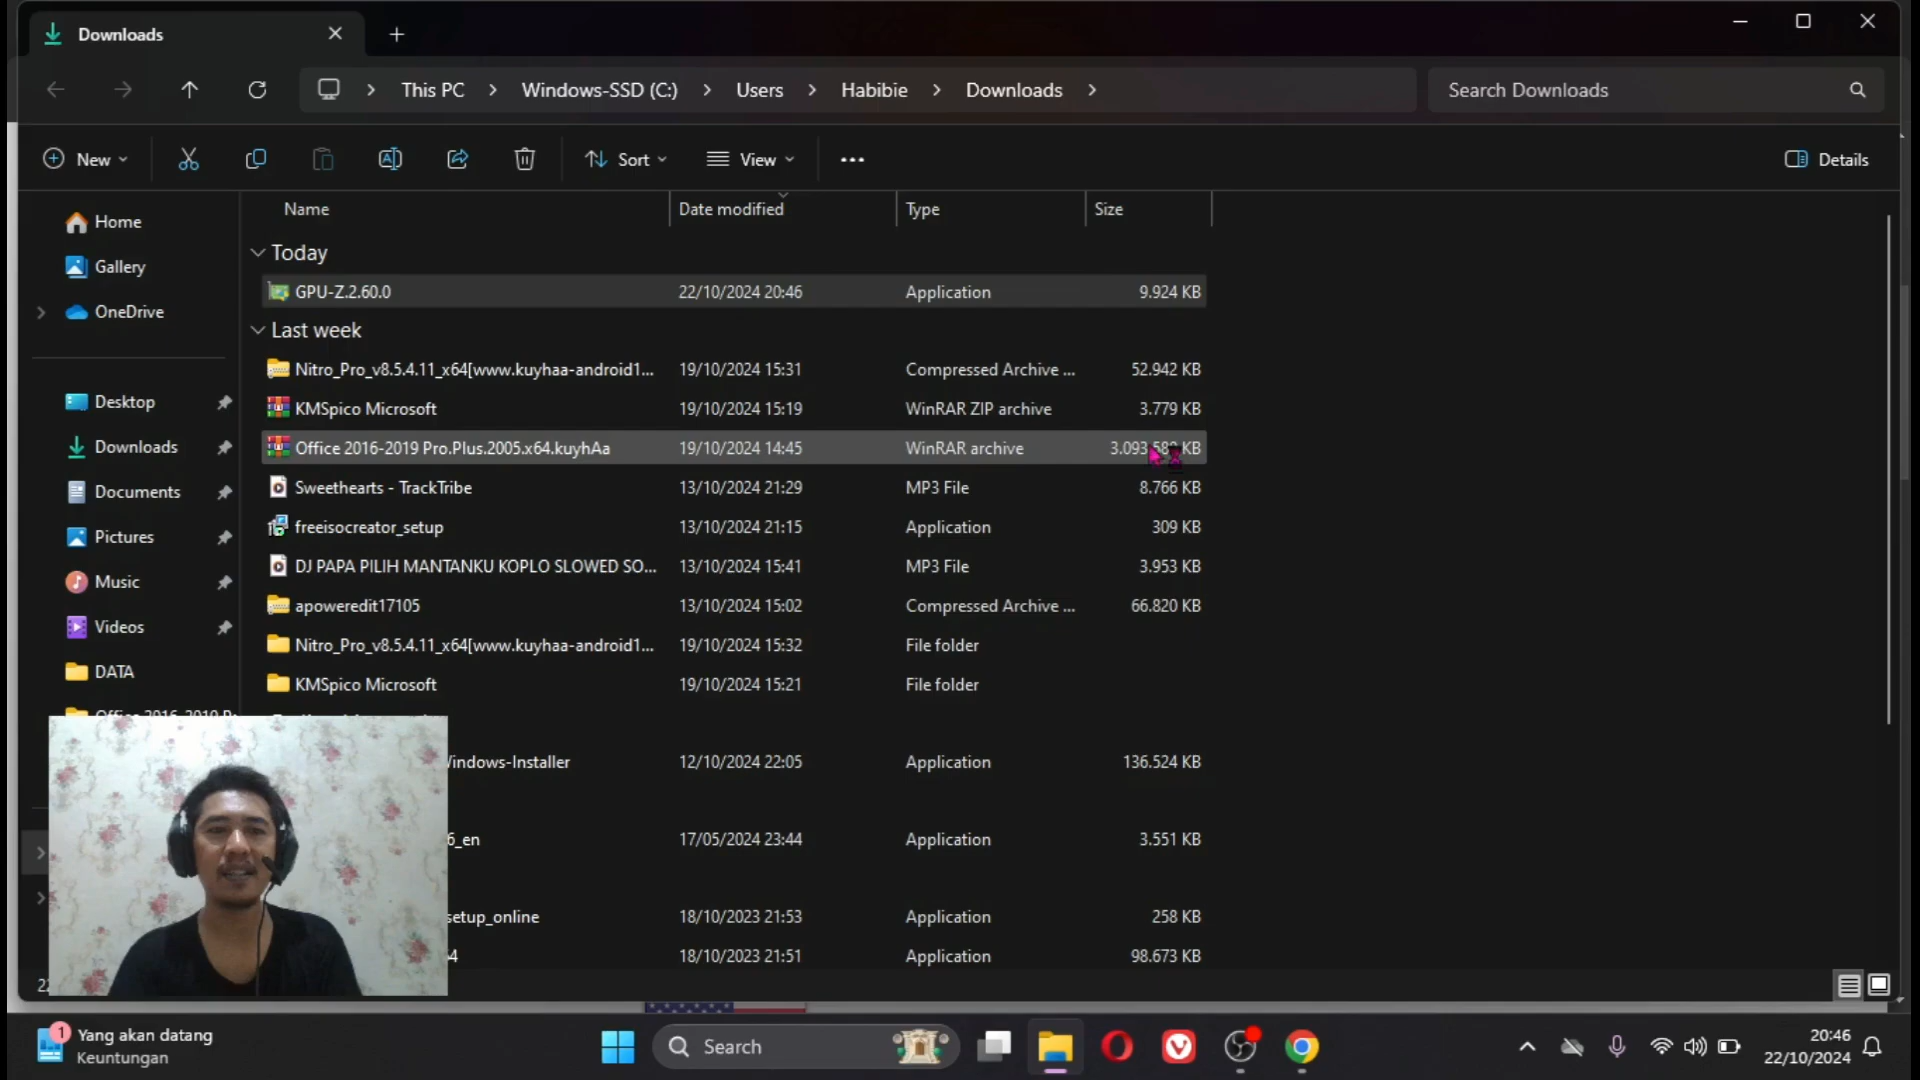 Downloads
This PC Windows-SSD (C:) Users Habibie Downloads
Search Downloads
New Sort View Details
Name Date modified Type Size
Home
Gallery
OneDrive
Desktop
Downloads
Documents
Pictures
Music
Videos
DATA
Today
GPU-Z.2.60.0 22/10/2024 20:46 Application 9.924 KB
Last week
Nitro_Pro_v8.5.4.11_x64[www.kuyhaa-android1... 19/10/2024 15:31 Compressed Archive ... 52.942 KB
KMSpico Microsoft 19/10/2024 15:19 WinRAR ZIP archive 3.779 KB
Office 2016-2019 Pro.Plus.2005.x64.kuyhAa 19/10/2024 14:45 WinRAR archive KB
Sweethearts - TrackTribe 13/10/2024 21:29 MP3 File 8.766 KB
freeisocreator_setup 13/10/2024 21:15 Application 309 KB
DJ PAPA PILIH MANTANKU KOPLO SLOWED SO... 13/10/2024 15:41 MP3 File 3.953 KB
apoweredit17105 13/10/2024 15:02 Compressed Archive ... 66.820 KB
Nitro_Pro_v8.5.4.11_x64[www.kuyhaa-android1... 19/10/2024 15:32 File folder
KMSpico Microsoft 19/10/2024 15:21 File folder
indows-Installer 12/10/2024 22:05 Application 136.524 KB
6_en 17/05/2024 23:44 Application 3.551 KB
setup_online 18/10/2023 21:53 Application 258 KB
4 18/10/2023 21:51 Application 98.673 KB
1
Yang akan datang
Keuntungan
Search
20:46
22/10/2024